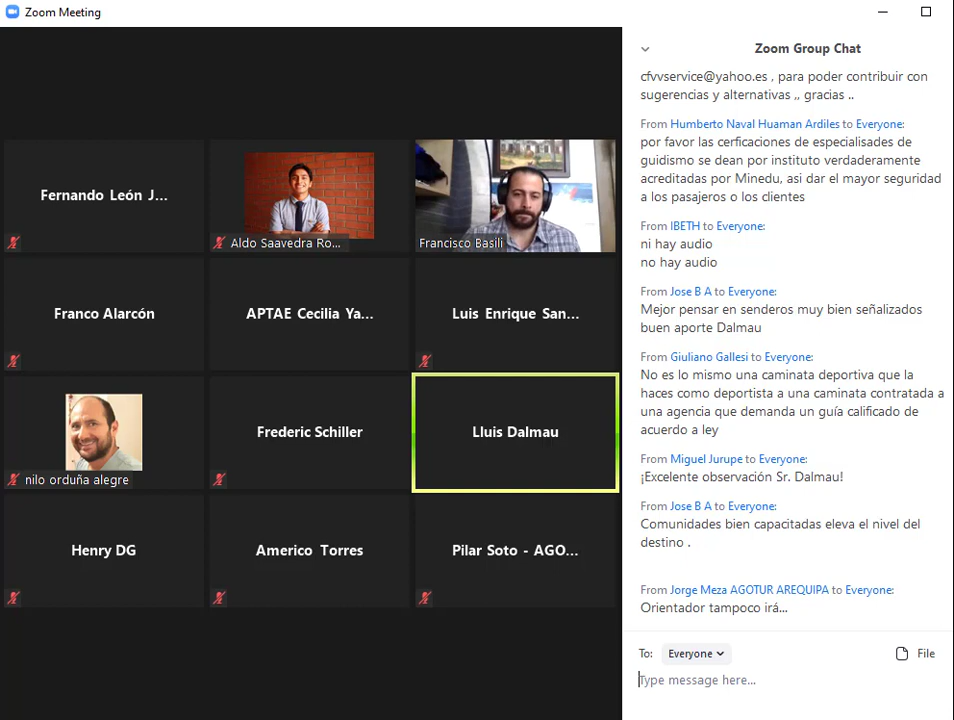 Zoom Meeting
Fernando León J...
Aldo Saavedra Ro...
Francisco Basili
Franco Alarcón
APTAE Cecilia Ya...
Luis Enrique San...
nilo orduña alegre
Frederic Schiller
Lluis Dalmau
Henry DG
Americo Torres
Pilar Soto - AGO...
Zoom Group Chat
cfvvservice@yahoo.es , para poder contribuir con
sugerencias y alternativas ,, gracias ..
From Humberto Naval Huaman Ardiles to Everyone:
por favor las cerficaciones de especialisades de
guidismo se dean por instituto verdaderamente
acreditadas por Minedu, asi dar el mayor seguridad
a los pasajeros o los clientes
From IBETH to Everyone:
ni hay audio
no hay audio
From Jose B A to Everyone:
Mejor pensar en senderos muy bien señalizados
buen aporte Dalmau
From Giuliano Gallesi to Everyone:
No es lo mismo una caminata deportiva que la
haces como deportista a una caminata contratada a
una agencia que demanda un guía calificado de
acuerdo a ley
From Miguel Jurupe to Everyone:
¡Excelente observación Sr. Dalmau!
From Jose B A to Everyone:
Comunidades bien capacitadas eleva el nivel del
destino .
From Jorge Meza AGOTUR AREQUIPA to Everyone:
Orientador tampoco irá...
To: Everyone
File
Type message here...